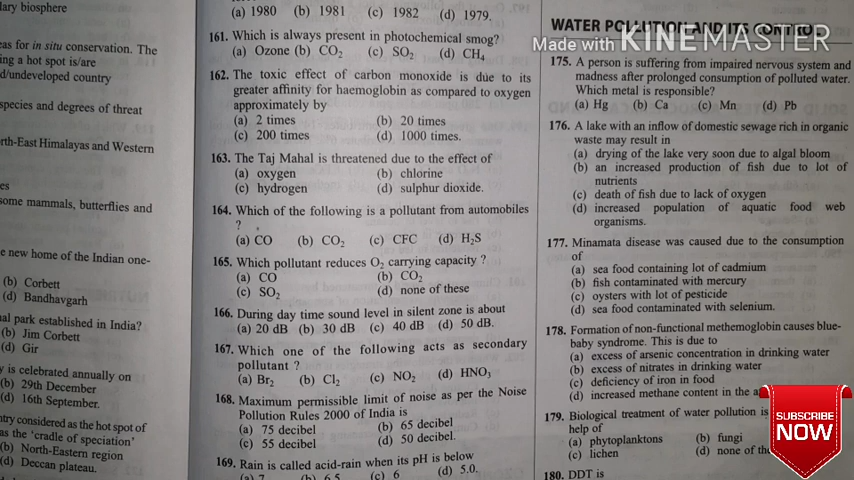 lary biosphere
eas for in situ conservation. The
ing a hot spot is/are
d/undeveloped country
species and degrees of threat
rth-East Himalayas and Western
es
some mammals, butterflies and
e new home of the Indian one-
(b) Corbett
(d) Bandhavgarh
al park established in India?
(b) Jim Corbett
(d) Gir
y is celebrated annually on
(b) 29th December
(d) 16th September.
ntry considered as the hot spot of
as the 'cradle of speciation'
(b) North-Eastern region
(d) Deccan plateau.
(a) 1980 (b) 1981 (c) 1982 (d) 1979.
161. Which is always present in photochemical smog?
(a) Ozone (b) CO₂ (c) SO₂ (d) CH₄
162. The toxic effect of carbon monoxide is due to its
greater affinity for haemoglobin as compared to oxygen
approximately by
(a) 2 times (b) 20 times
(c) 200 times (d) 1000 times.
163. The Taj Mahal is threatened due to the effect of
(a) oxygen (b) chlorine
(c) hydrogen (d) sulphur dioxide.
164. Which of the following is a pollutant from automobiles
?
(a) CO (b) CO₂ (c) CFC (d) H₂S
165. Which pollutant reduces O₂ carrying capacity ?
(a) CO (b) CO₂
(c) SO₂ (d) none of these
166. During day time sound level in silent zone is about
(a) 20 dB (b) 30 dB (c) 40 dB (d) 50 dB.
167. Which one of the following acts as secondary
pollutant ?
(a) Br₂ (b) Cl₂ (c) NO₂ (d) HNO₃
168. Maximum permissible limit of noise as per the Noise
Pollution Rules 2000 of India is
(a) 75 decibel (b) 65 decibel
(c) 55 decibel (d) 50 decibel.
169. Rain is called acid-rain when its pH is below
(a) 7 (b) 6.5 (c) 6 (d) 5.0.
WATER POLLUTION AND ITS CONTROL
Made with KINEMASTER
175. A person is suffering from impaired nervous system and
madness after prolonged consumption of polluted water.
Which metal is responsible?
(a) Hg (b) Ca (c) Mn (d) Pb
176. A lake with an inflow of domestic sewage rich in organic
waste may result in
(a) drying of the lake very soon due to algal bloom
(b) an increased production of fish due to lot of
nutrients
(c) death of fish due to lack of oxygen
(d) increased population of aquatic food web
organisms.
177. Minamata disease was caused due to the consumption
of
(a) sea food containing lot of cadmium
(b) fish contaminated with mercury
(c) oysters with lot of pesticide
(d) sea food contaminated with selenium.
178. Formation of non-functional methemoglobin causes blue-
baby syndrome. This is due to
(a) excess of arsenic concentration in drinking water
(b) excess of nitrates in drinking water
(c) deficiency of iron in food
(d) increased methane content in the a
179. Biological treatment of water pollution is
help of
(a) phytoplanktons (b) fungi
(c) lichen (d) none of the
180. DDT is
SUBSCRIBE
NOW